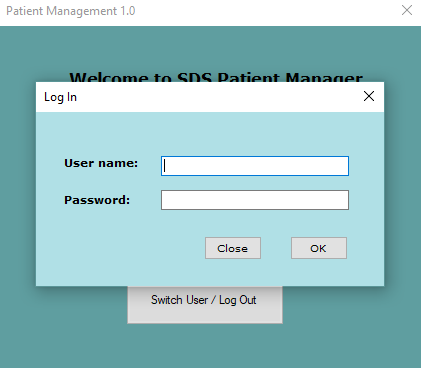 Patient Management 1.0
Welcome to SDS Patient Manager
Log In
User name:
Password:
Close
OK
Switch User / Log Out